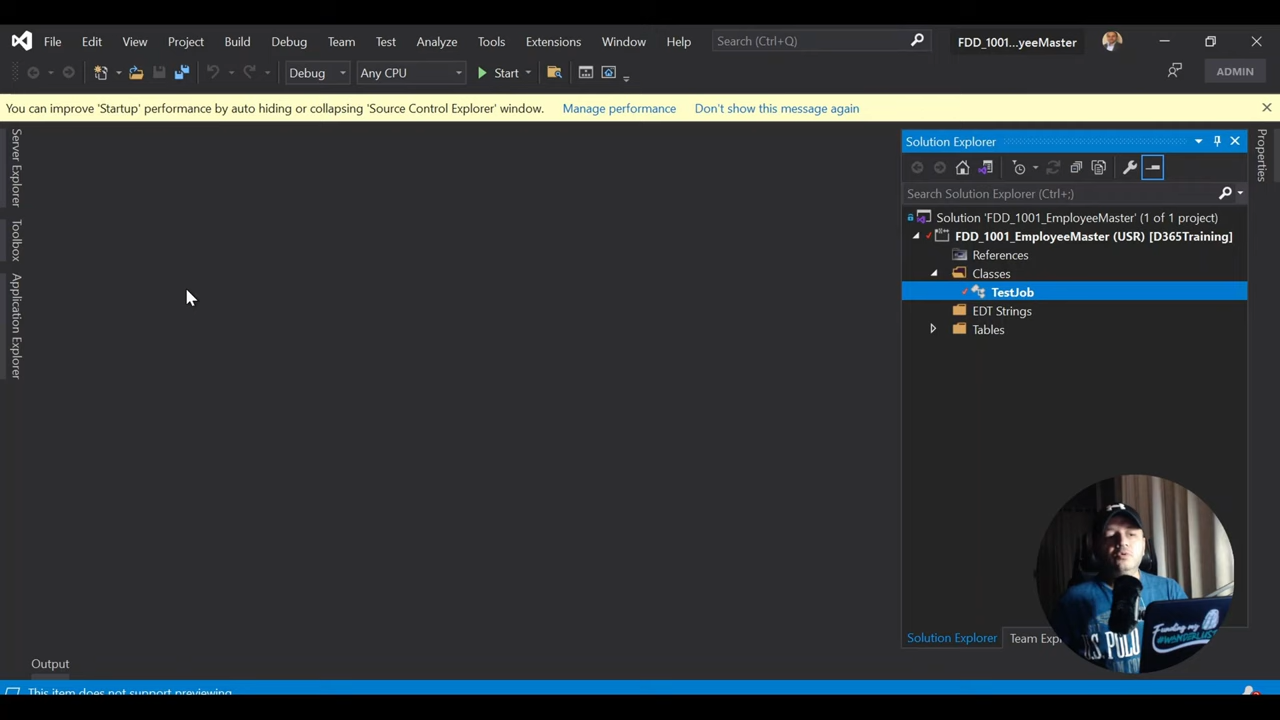 File Edit View Project Build Debug Team Test Analyze Tools Extensions Window Help Search (Ctrl+Q) FDD_1001...yeeMaster
Debug Any CPU Start ADMIN
You can improve 'Startup' performance by auto hiding or collapsing 'Source Control Explorer' window. Manage performance Don't show this message again
Server Explorer
Toolbox
Application Explorer
Solution Explorer
Search Solution Explorer (Ctrl+;)
Solution 'FDD_1001_EmployeeMaster' (1 of 1 project)
FDD_1001_EmployeeMaster (USR) [D365Training]
References
Classes
TestJob
EDT Strings
Tables
Properties
Solution Explorer Team Expl
Funding my
#WANDERLUST
U.S. POLO
Output
This item does not support previewing